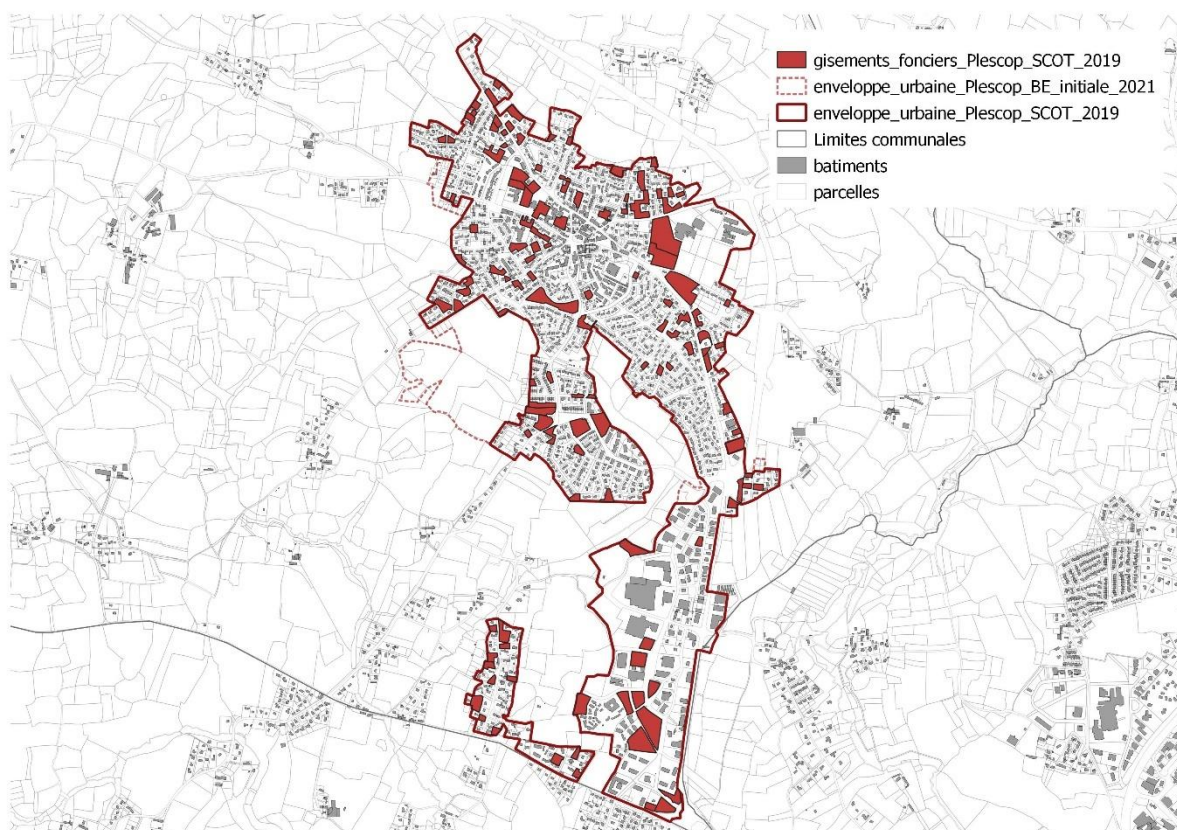 gisements_fonciers_Plescop_SCOT_2019
enveloppe_urbaine_Plescop_BE_initiale_2021
enveloppe_urbaine_Plescop_SCOT_2019
Limites communales
batiments
parcelles